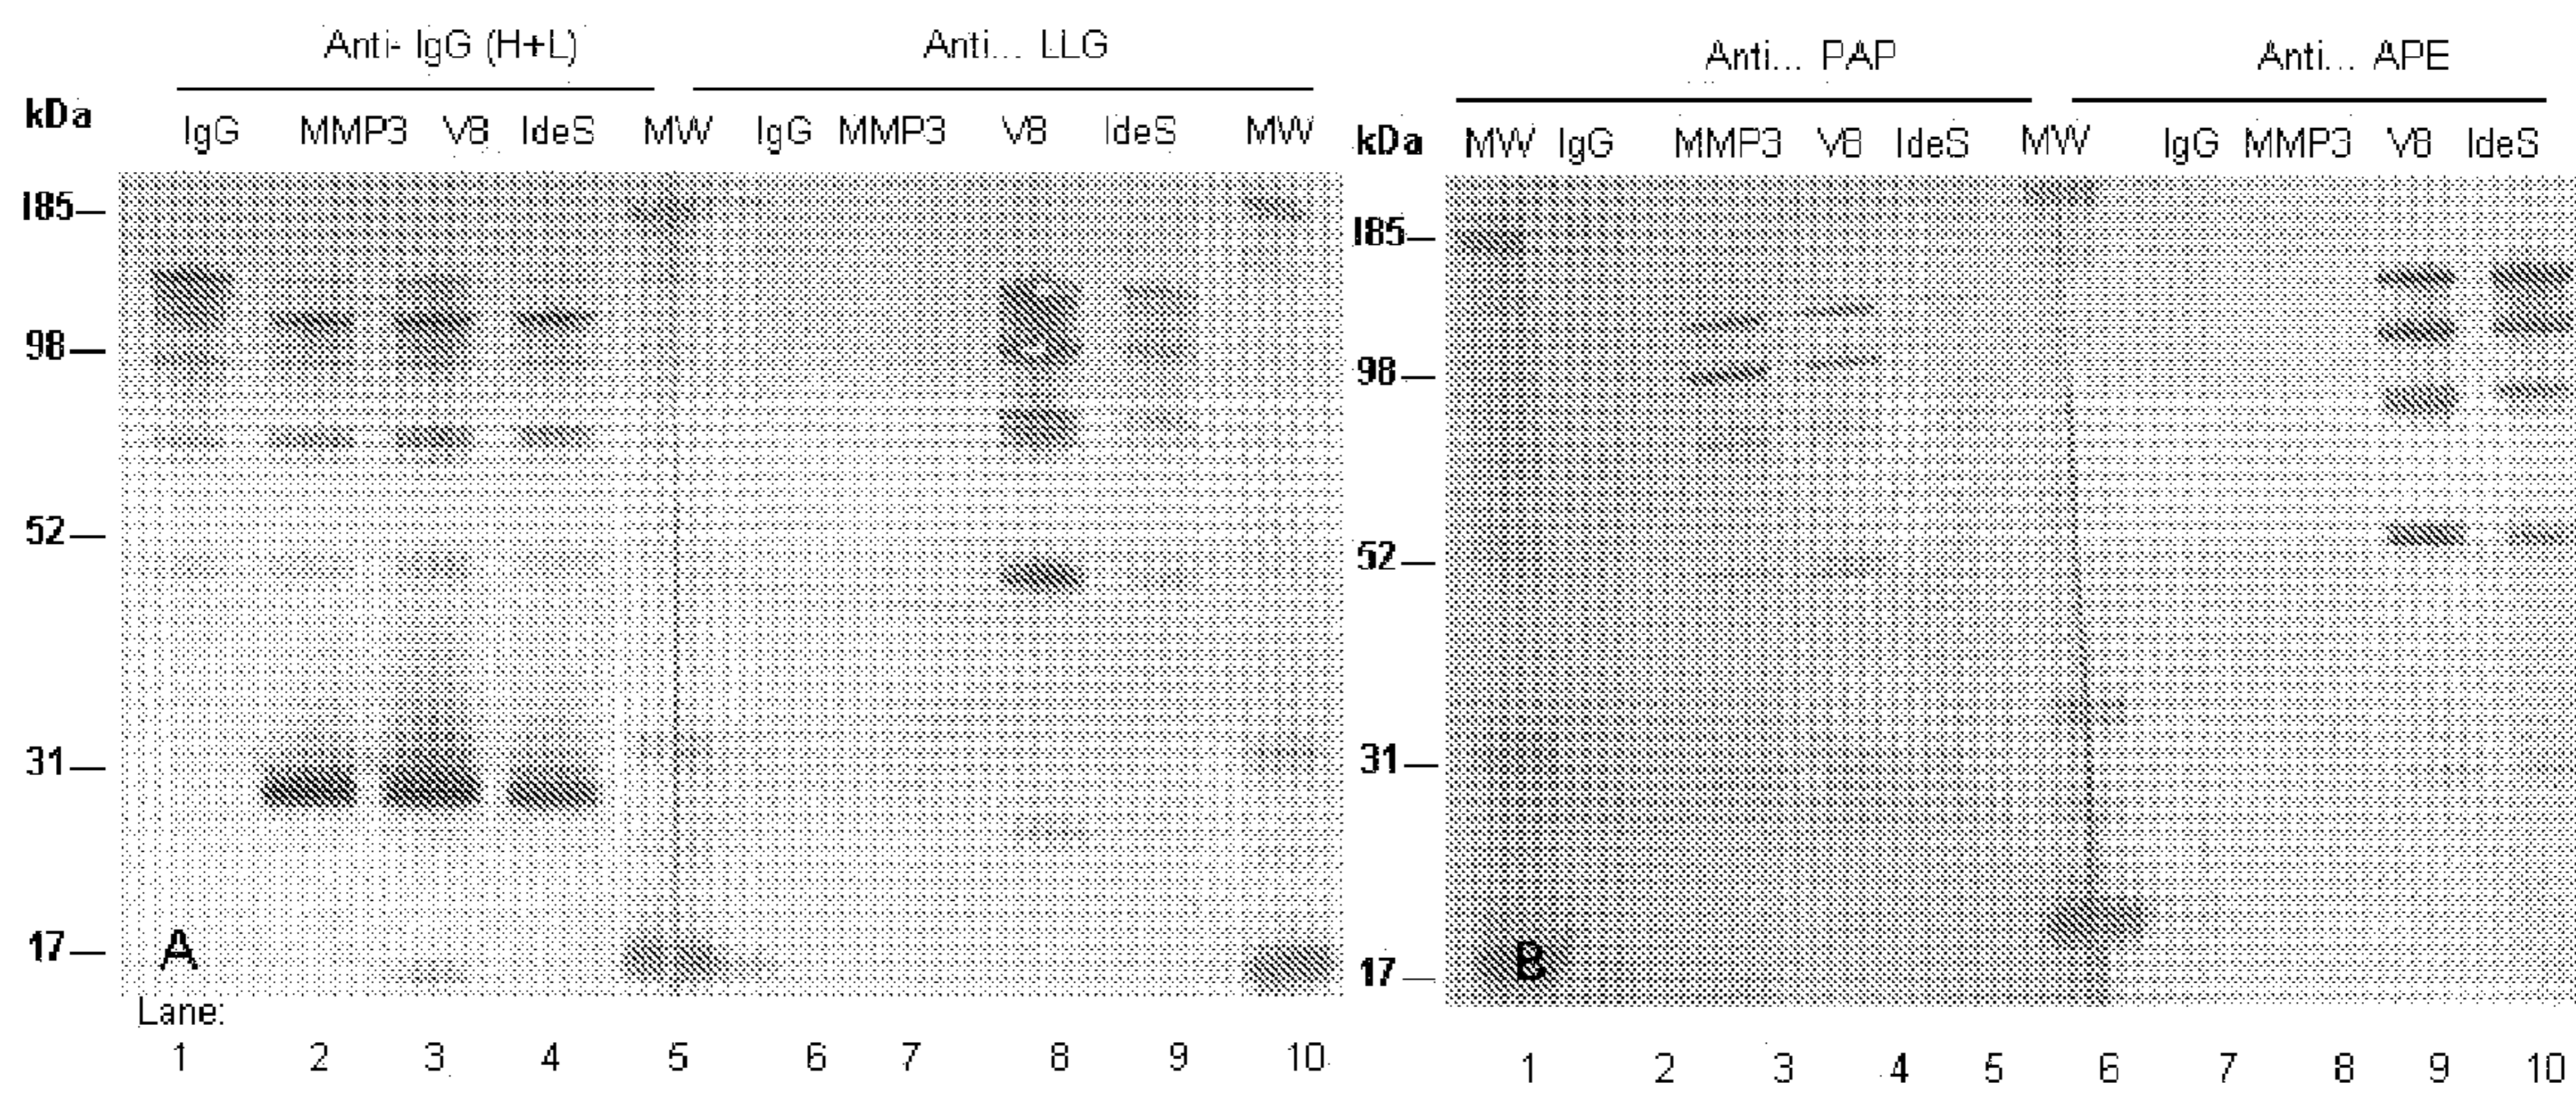 Anti- IgG (H+L) Anti... LLG
kDa IgG MMP3 V8 IdeS MW IgG MMP3 V8 IdeS MW
185
98
52
31
17
A
Lane:
1 2 3 4 5 6 7 8 9 10
Anti... PAP Anti... APE
kDa MW IgG MMP3 V8 IdeS MW IgG MMP3 V8 IdeS
185
98
52
31
17
B
1 2 3 4 5 6 7 8 9 10